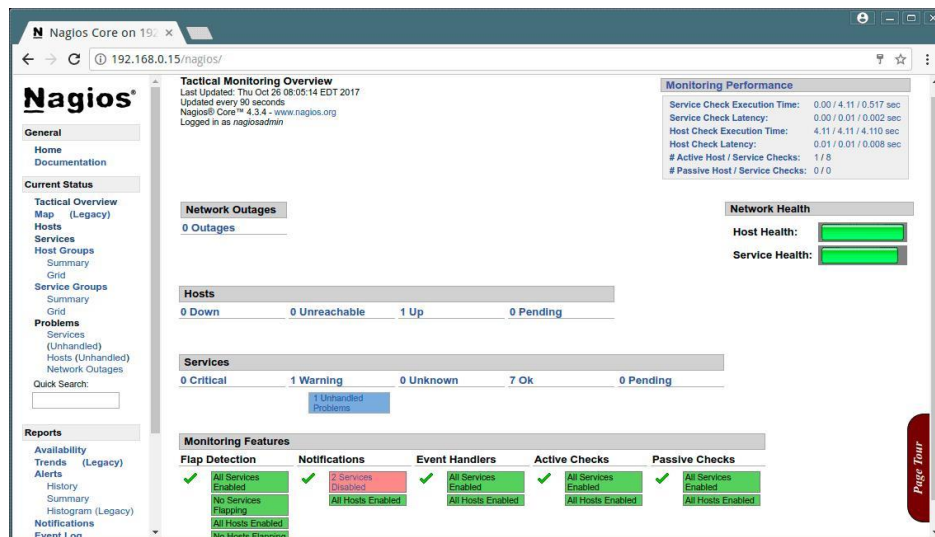 N Nagios Core on 192
192.168.0.15/nagios/
Nagios®
General
Home
Documentation
Current Status
Tactical Overview
Map (Legacy)
Hosts
Services
Host Groups
Summary
Grid
Service Groups
Summary
Grid
Problems
Services
(Unhandled)
Hosts (Unhandled)
Network Outages
Quick Search:
Reports
Availability
Trends (Legacy)
Alerts
History
Summary
Histogram (Legacy)
Notifications
Event Log
Tactical Monitoring Overview
Last Updated: Thu Oct 26 08:05:14 EDT 2017
Updated every 90 seconds
Nagios® Core™ 4.3.4 - www.nagios.org
Logged in as nagiosadmin
Monitoring Performance
Service Check Execution Time: 0.00 / 4.11 / 0.517 sec
Service Check Latency: 0.00 / 0.01 / 0.002 sec
Host Check Execution Time: 4.11 / 4.11 / 4.110 sec
Host Check Latency: 0.01 / 0.01 / 0.008 sec
# Active Host / Service Checks: 1 / 8
# Passive Host / Service Checks: 0 / 0
Network Outages
0 Outages
Network Health
Host Health:
Service Health:
Hosts
0 Down 0 Unreachable 1 Up 0 Pending
Services
0 Critical 1 Warning 0 Unknown 7 Ok 0 Pending
1 Unhandled
Problems
Monitoring Features
Flap Detection Notifications Event Handlers Active Checks Passive Checks
All Services
Enabled
No Services
Flapping
All Hosts Enabled
No Hosts Flapping
2 Services
Disabled
All Hosts Enabled
All Services
Enabled
All Hosts Enabled
All Services
Enabled
All Hosts Enabled
All Services
Enabled
All Hosts Enabled
Page Tour